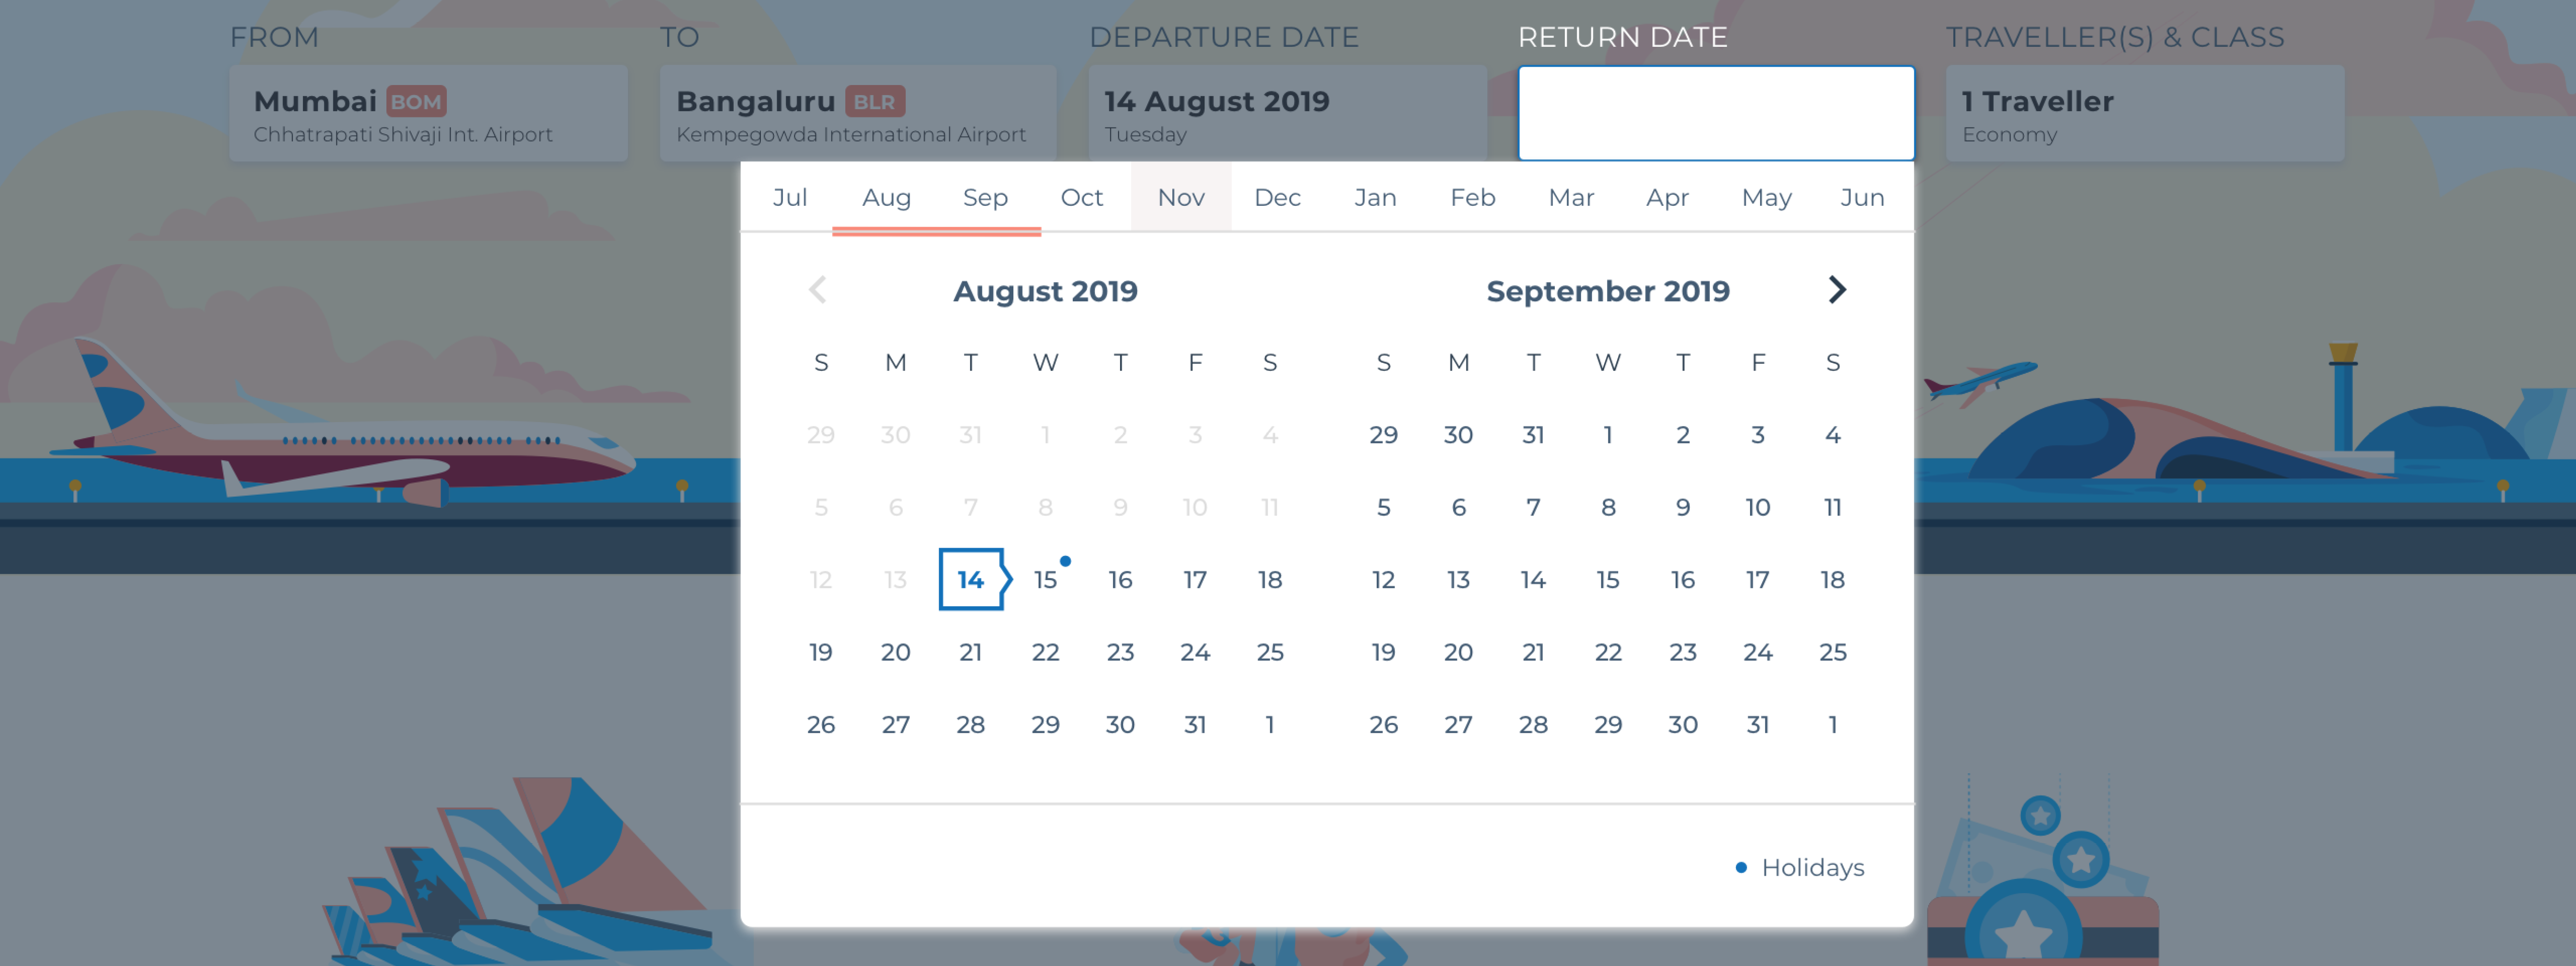 FROM
TO
DEPARTURE DATE
RETURN DATE
TRAVELLER(S) & CLASS
Mumbai BOM
Chhatrapati Shivaji Int. Airport
Bangaluru BLR
Kempegowda International Airport
14 August 2019
Tuesday
1 Traveller
Economy
Jul Aug Sep Oct Nov Dec Jan Feb Mar Apr May Jun
August 2019
S M T W T F S
29 30 31 1 2 3 4
5 6 7 8 9 10 11
12 13 14 15 16 17 18
19 20 21 22 23 24 25
26 27 28 29 30 31 1
September 2019
S M T W T F S
29 30 31 1 2 3 4
5 6 7 8 9 10 11
12 13 14 15 16 17 18
19 20 21 22 23 24 25
26 27 28 29 30 31 1
Holidays